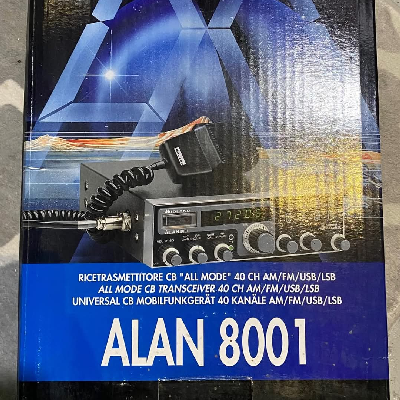 MIDLAND
RICETRASMETTITORE CB "ALL MODE" 40 CH AM/FM/USB/LSB
ALL MODE CB TRANSCEIVER 40 CH AM/FM/USB/LSB
UNIVERSAL CB MOBILFUNKGERÄT 40 KANÄLE AM/FM/USB/LSB
ALAN 8001